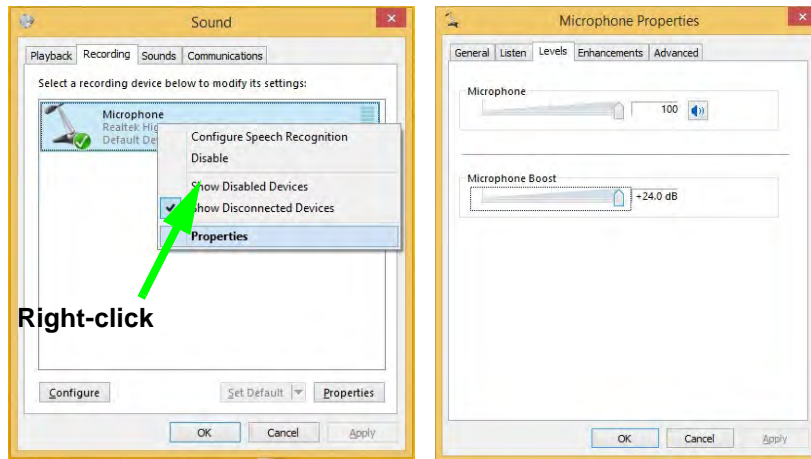 Sound
Playback Recording Sounds Communications
Select a recording device below to modify its settings:
Microphone
Realtek Hig
Default De
Configure Speech Recognition
Disable
Show Disabled Devices
Show Disconnected Devices
Properties
Right-click
Configure Set Default Properties
OK Cancel Apply
Microphone Properties
General Listen Levels Enhancements Advanced
Microphone
100
Microphone Boost
+24.0 dB
OK Cancel Apply